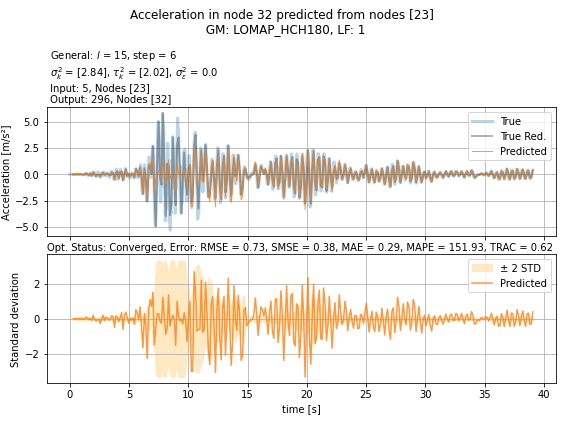 Acceleration in node 32 predicted from nodes [23]
GM: LOMAP_HCH180, LF: 1
General: l = 15, step = 6
σ²ₖ = [2.84], τ²ₖ = [2.02], σ²ε = 0.0
Input: 5, Nodes [23]
Output: 296, Nodes [32]
Acceleration [m/s²]
5.0
2.5
0.0
−2.5
−5.0
True
True Red.
Predicted
Opt. Status: Converged, Error: RMSE = 0.73, SMSE = 0.38, MAE = 0.29, MAPE = 151.93, TRAC = 0.62
Standard deviation
2
0
−2
± 2 STD
Predicted
0 5 10 15 20 25 30 35 40
time [s]